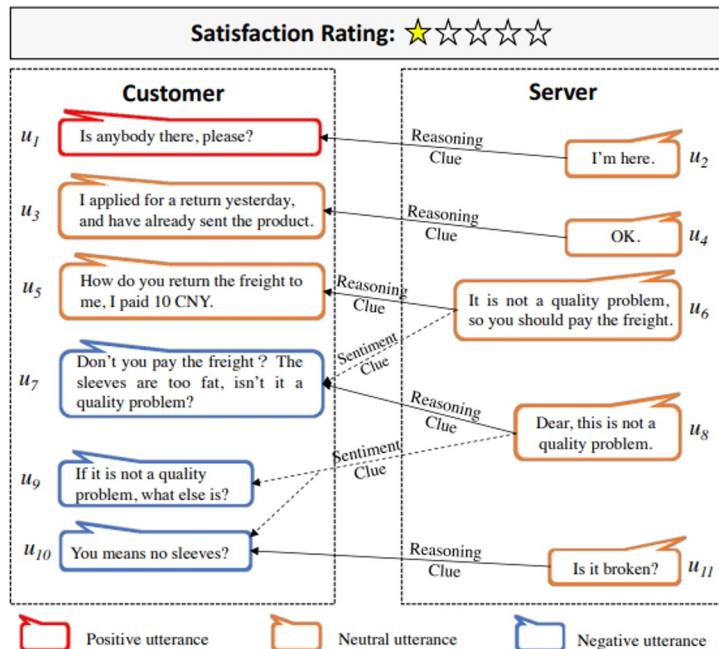 Satisfaction Rating:
Customer
Server
u1
Is anybody there, please?
Reasoning
Clue
I'm here.
u2
u3
I applied for a return yesterday,
and have already sent the product.
Reasoning
Clue
OK.
u4
u5
How do you return the freight to
me, I paid 10 CNY.
Reasoning
Clue
It is not a quality problem,
so you should pay the freight.
u6
Sentiment
Clue
u7
Don't you pay the freight? The
sleeves are too fat, isn't it a
quality problem?
Reasoning
Clue
Dear, this is not a
quality problem.
u8
u9
If it is not a quality
problem, what else is?
Sentiment
Clue
u10
You means no sleeves?
Reasoning
Clue
Is it broken?
u11
Positive utterance
Neutral utterance
Negative utterance